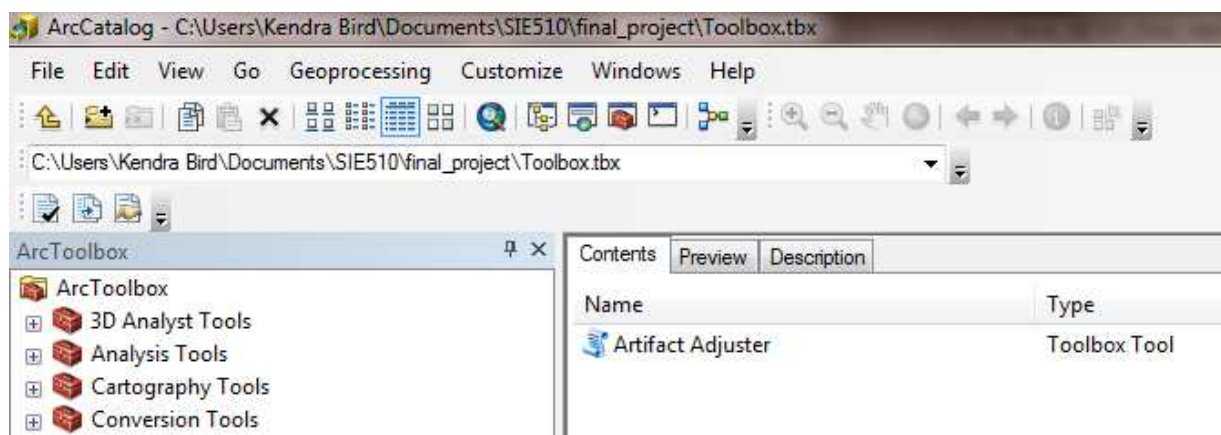 ArcCatalog - C:\Users\Kendra Bird\Documents\SIE510\final_project\Toolbox.tbx
File Edit View Go Geoprocessing Customize Windows Help
C:\Users\Kendra Bird\Documents\SIE510\final_project\Toolbox.tbx
ArcToolbox
ArcToolbox
3D Analyst Tools
Analysis Tools
Cartography Tools
Conversion Tools
Contents Preview Description
Name Type
Artifact Adjuster Toolbox Tool